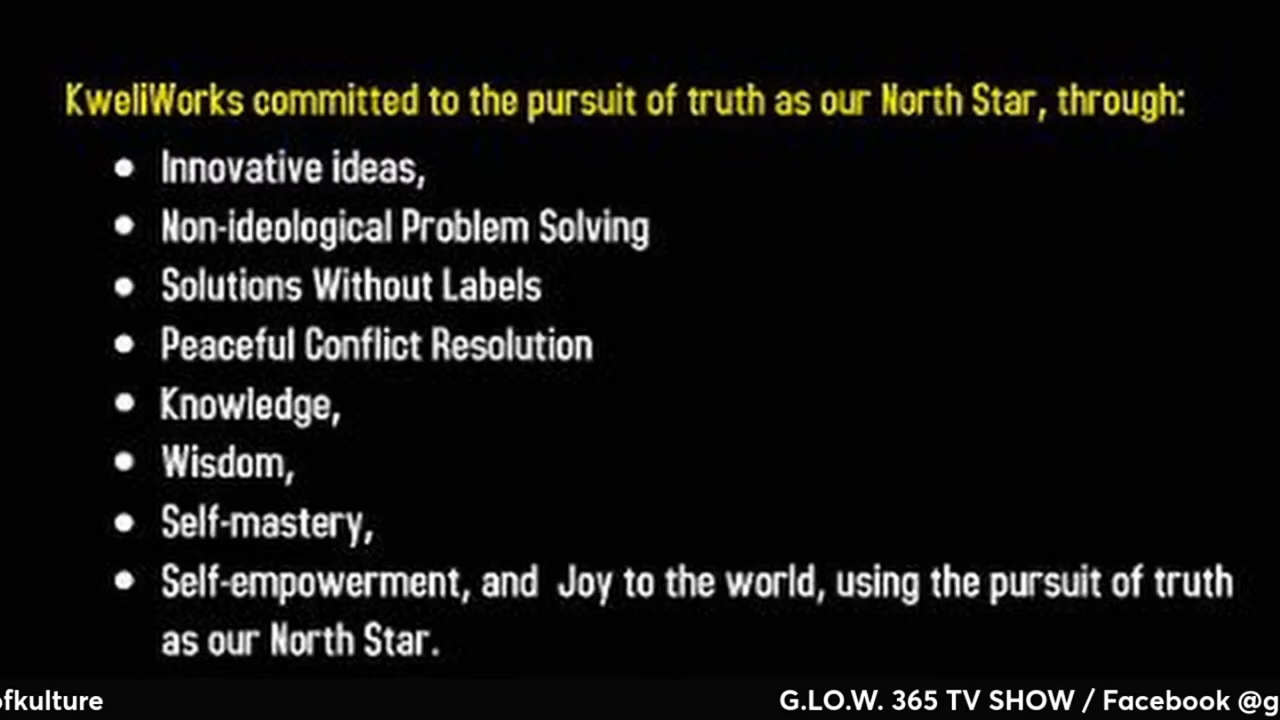 KweliWorks committed to the pursuit of truth as our North Star, through:
• Innovative ideas,
• Non-ideological Problem Solving
• Solutions Without Labels
• Peaceful Conflict Resolution
• Knowledge,
• Wisdom,
• Self-mastery,
• Self-empowerment, and Joy to the world, using the pursuit of truth
as our North Star.
ofkulture G.LO.W. 365 TV SHOW / Facebook @g